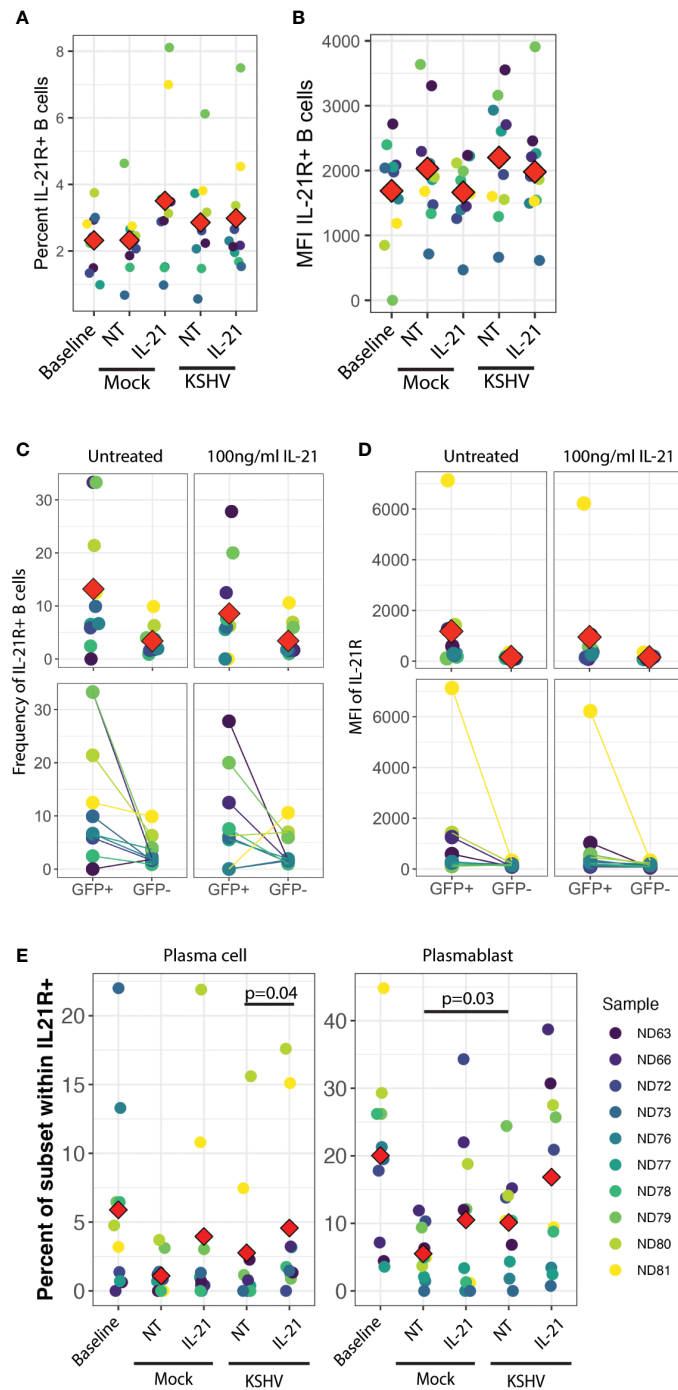 A
Percent IL-21R+ B cells
8
6
4
2
Baseline
NT
IL-21
NT
IL-21
Mock
KSHV
B
MFI IL-21R+ B cells
4000
3000
2000
1000
0
Baseline
NT
IL-21
NT
IL-21
Mock
KSHV
C
Untreated
100ng/ml IL-21
Frequency of IL-21R+ B cells
30
20
10
0
30
20
10
0
GFP+
GFP-
GFP+
GFP-
D
Untreated
100ng/ml IL-21
MFI of IL-21R
6000
4000
2000
0
6000
4000
2000
0
GFP+
GFP-
GFP+
GFP-
E
Plasma cell
Plasmablast
Percent of subset within IL21R+
20
15
10
5
0
p=0.04
Baseline
NT
IL-21
NT
IL-21
Mock
KSHV
40
30
20
10
0
p=0.03
Baseline
NT
IL-21
NT
IL-21
Mock
KSHV
Sample
ND63
ND66
ND72
ND73
ND76
ND77
ND78
ND79
ND80
ND81